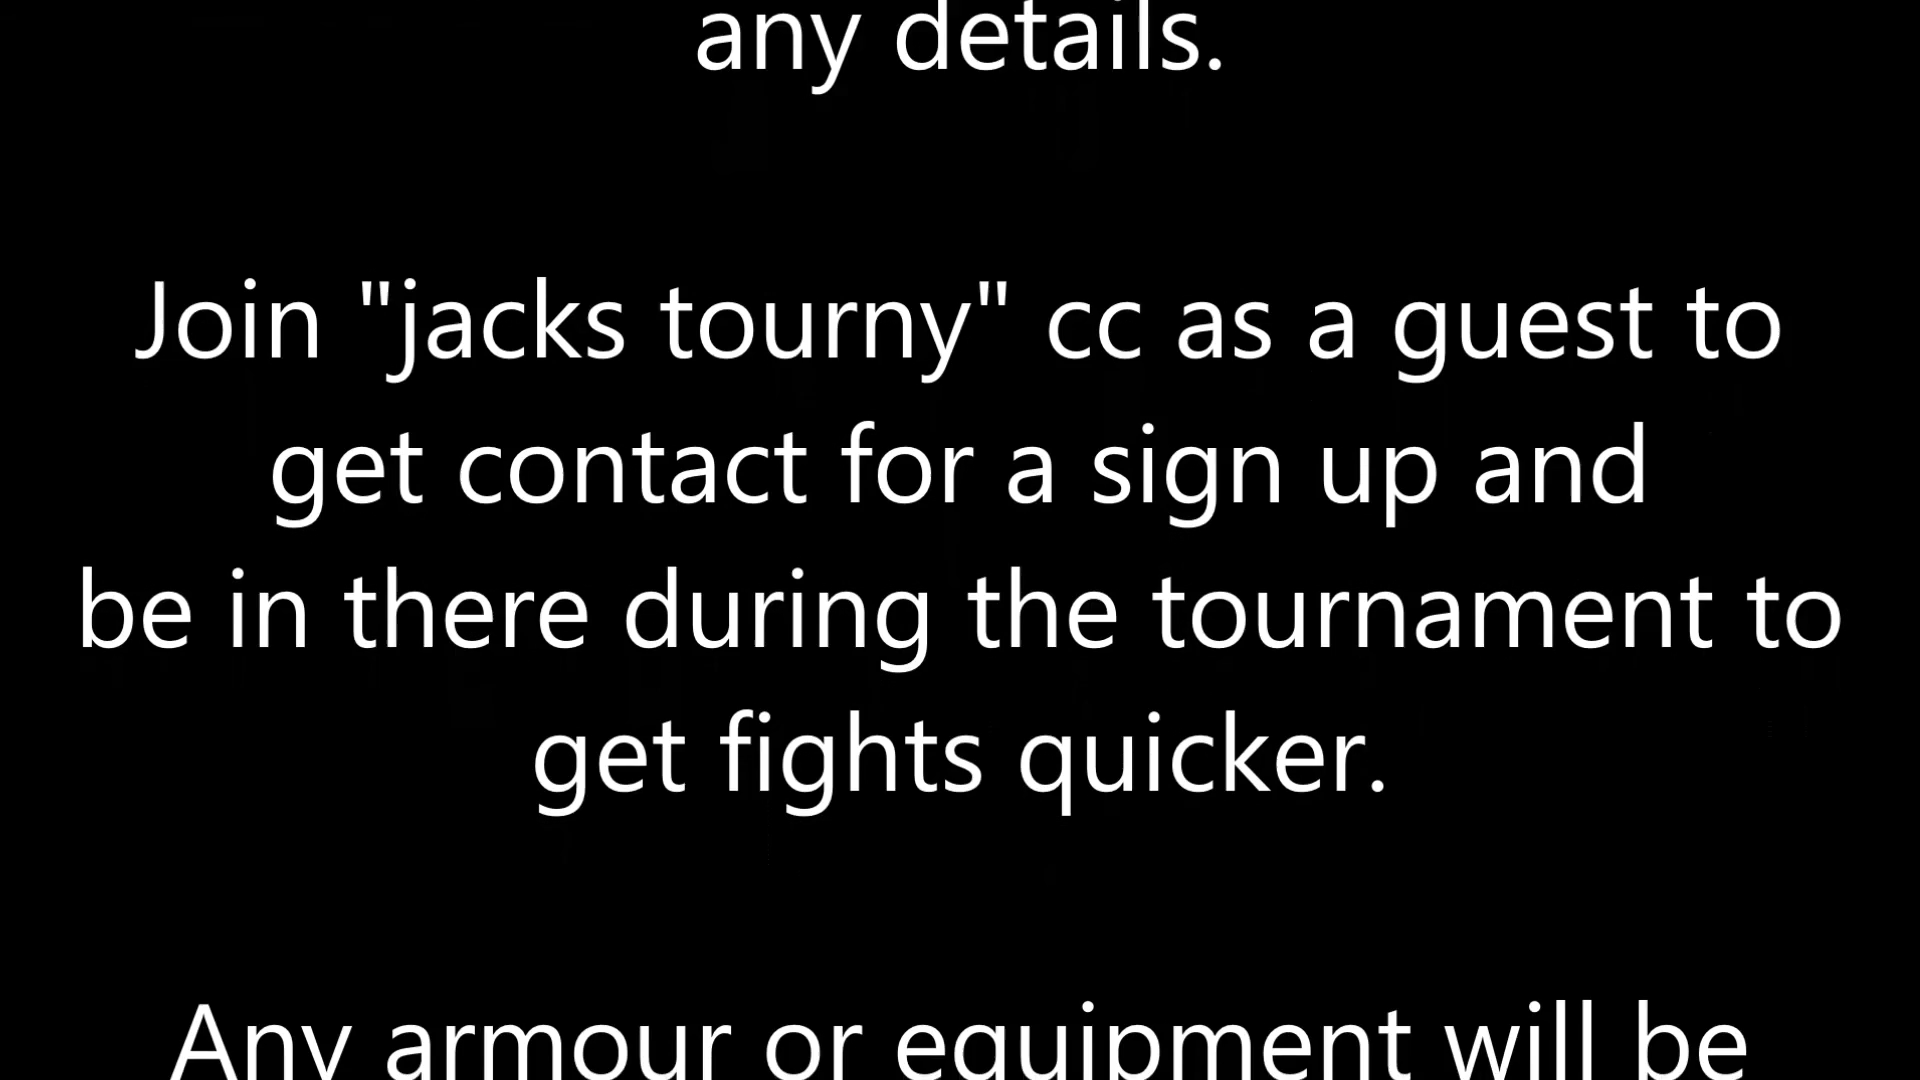 any details.
Join "jacks tourny" cc as a guest to
get contact for a sign up and
be in there during the tournament to
get fights quicker.
Any armour or equipment will be